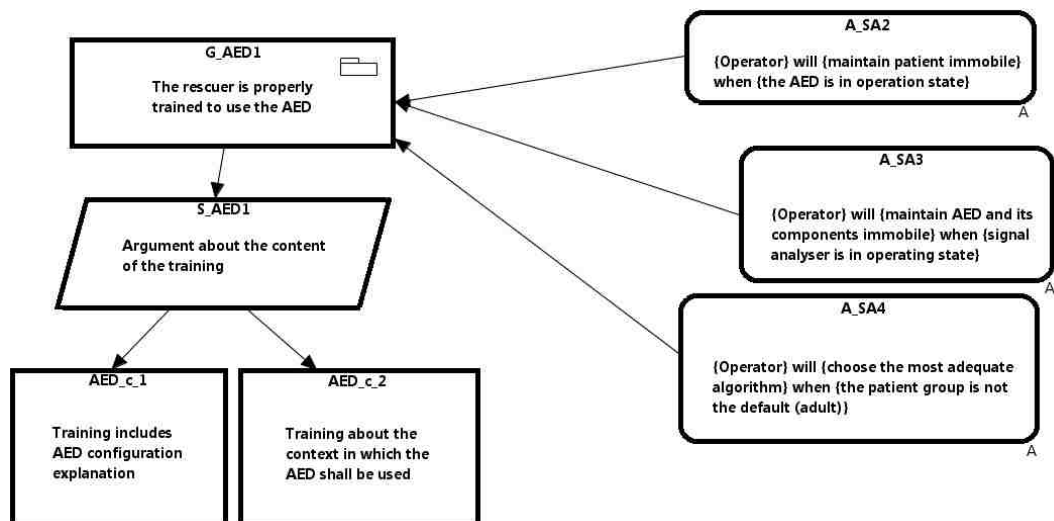 G_AED1
The rescuer is properly
trained to use the AED
S_AED1
Argument about the content
of the training
AED_c_1
Training includes
AED configuration
explanation
AED_c_2
Training about the
context in which the
AED shall be used
A_SA2
{Operator} will {maintain patient immobile}
when {the AED is in operation state}
A
A_SA3
{Operator} will {maintain AED and its
components immobile} when {signal
analyser is in operating state}
A
A_SA4
{Operator} will {choose the most adequate
algorithm} when {the patient group is not
the default (adult)}
A